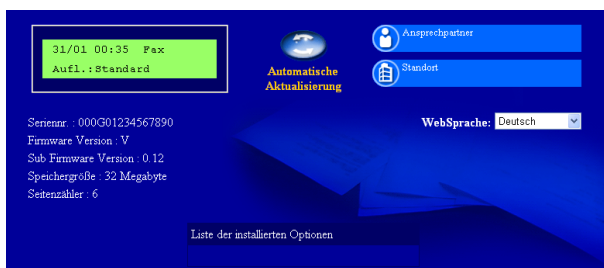 31/01 00:35 Fax
Aufl.:Standard
Automatische
Aktualisierung
Ansprechpartner
Standort
Seriennr. : 000G01234567890
Firmware Version : V
Sub Firmware Version : 0.12
Speichergröße : 32 Megabyte
Seitenzähler : 6
WebSprache: Deutsch
Liste der installierten Optionen